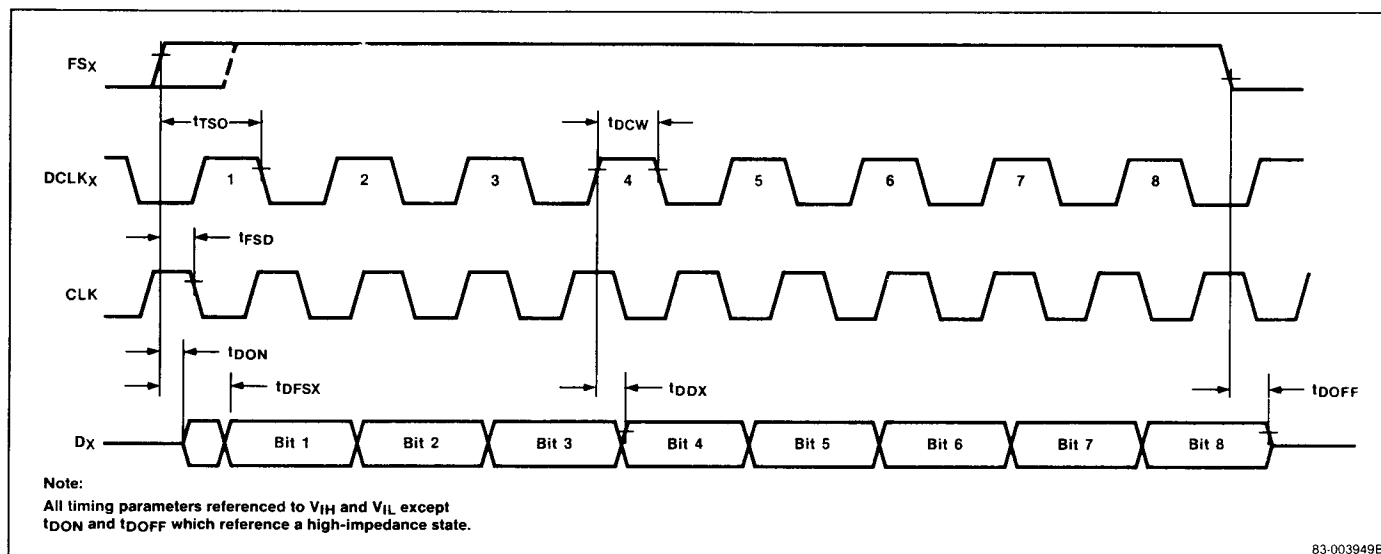 FSX
tTSO
tDCW
DCLKX
1 2 3 4 5 6 7 8
tFSD
CLK
tDON
tDFSX
tDDX
tDOFF
DX
Bit 1 Bit 2 Bit 3 Bit 4 Bit 5 Bit 6 Bit 7 Bit 8
Note:
All timing parameters referenced to VIH and VIL except
tDON and tDOFF which reference a high-impedance state.
83-003949B